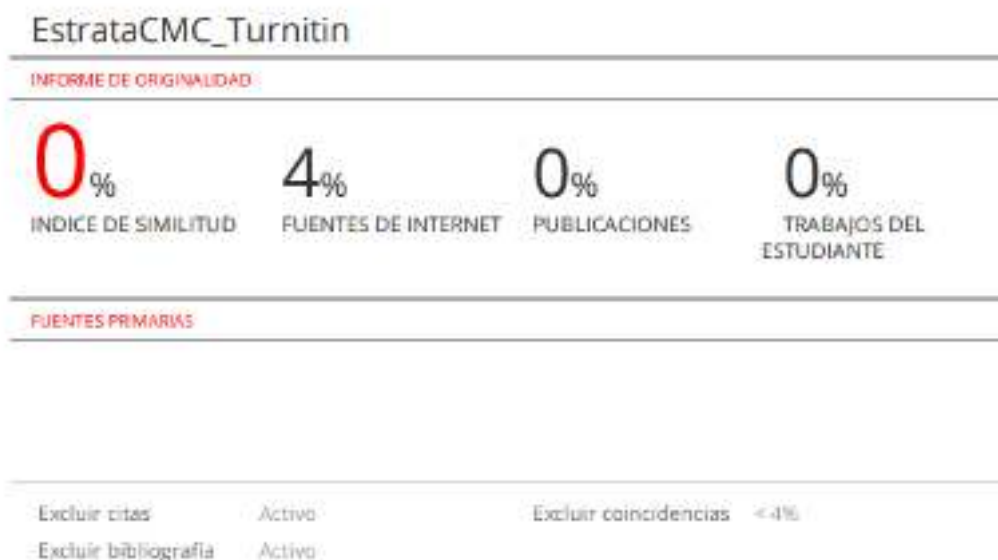 EstrataCMC_Turnitin
INFORME DE ORIGINALIDAD
0%
INDICE DE SIMILITUD
4%
FUENTES DE INTERNET
0%
PUBLICACIONES
0%
TRABAJOS DEL
ESTUDIANTE
FUENTES PRIMARIAS
Excluir citas Activo
Excluir coincidencias < 4%
Excluir bibliografía Activo